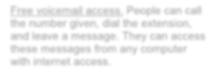 Free voicemail access. People can call
the number given, dial the extension,
and leave a message. They can access
these messages from any computer
with internet access.